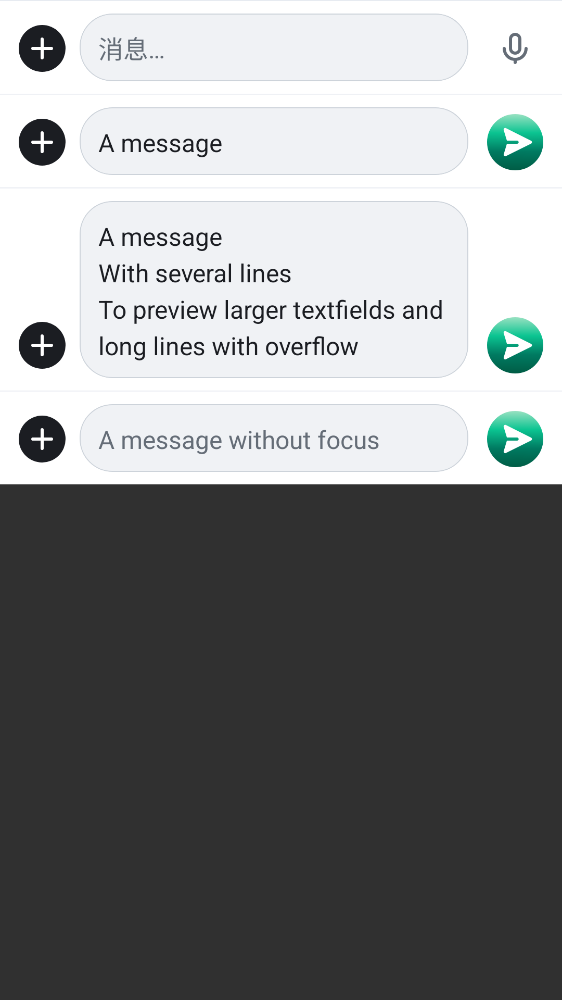 消息…
A message
A message
With several lines
To preview larger textfields and
long lines with overflow
A message without focus